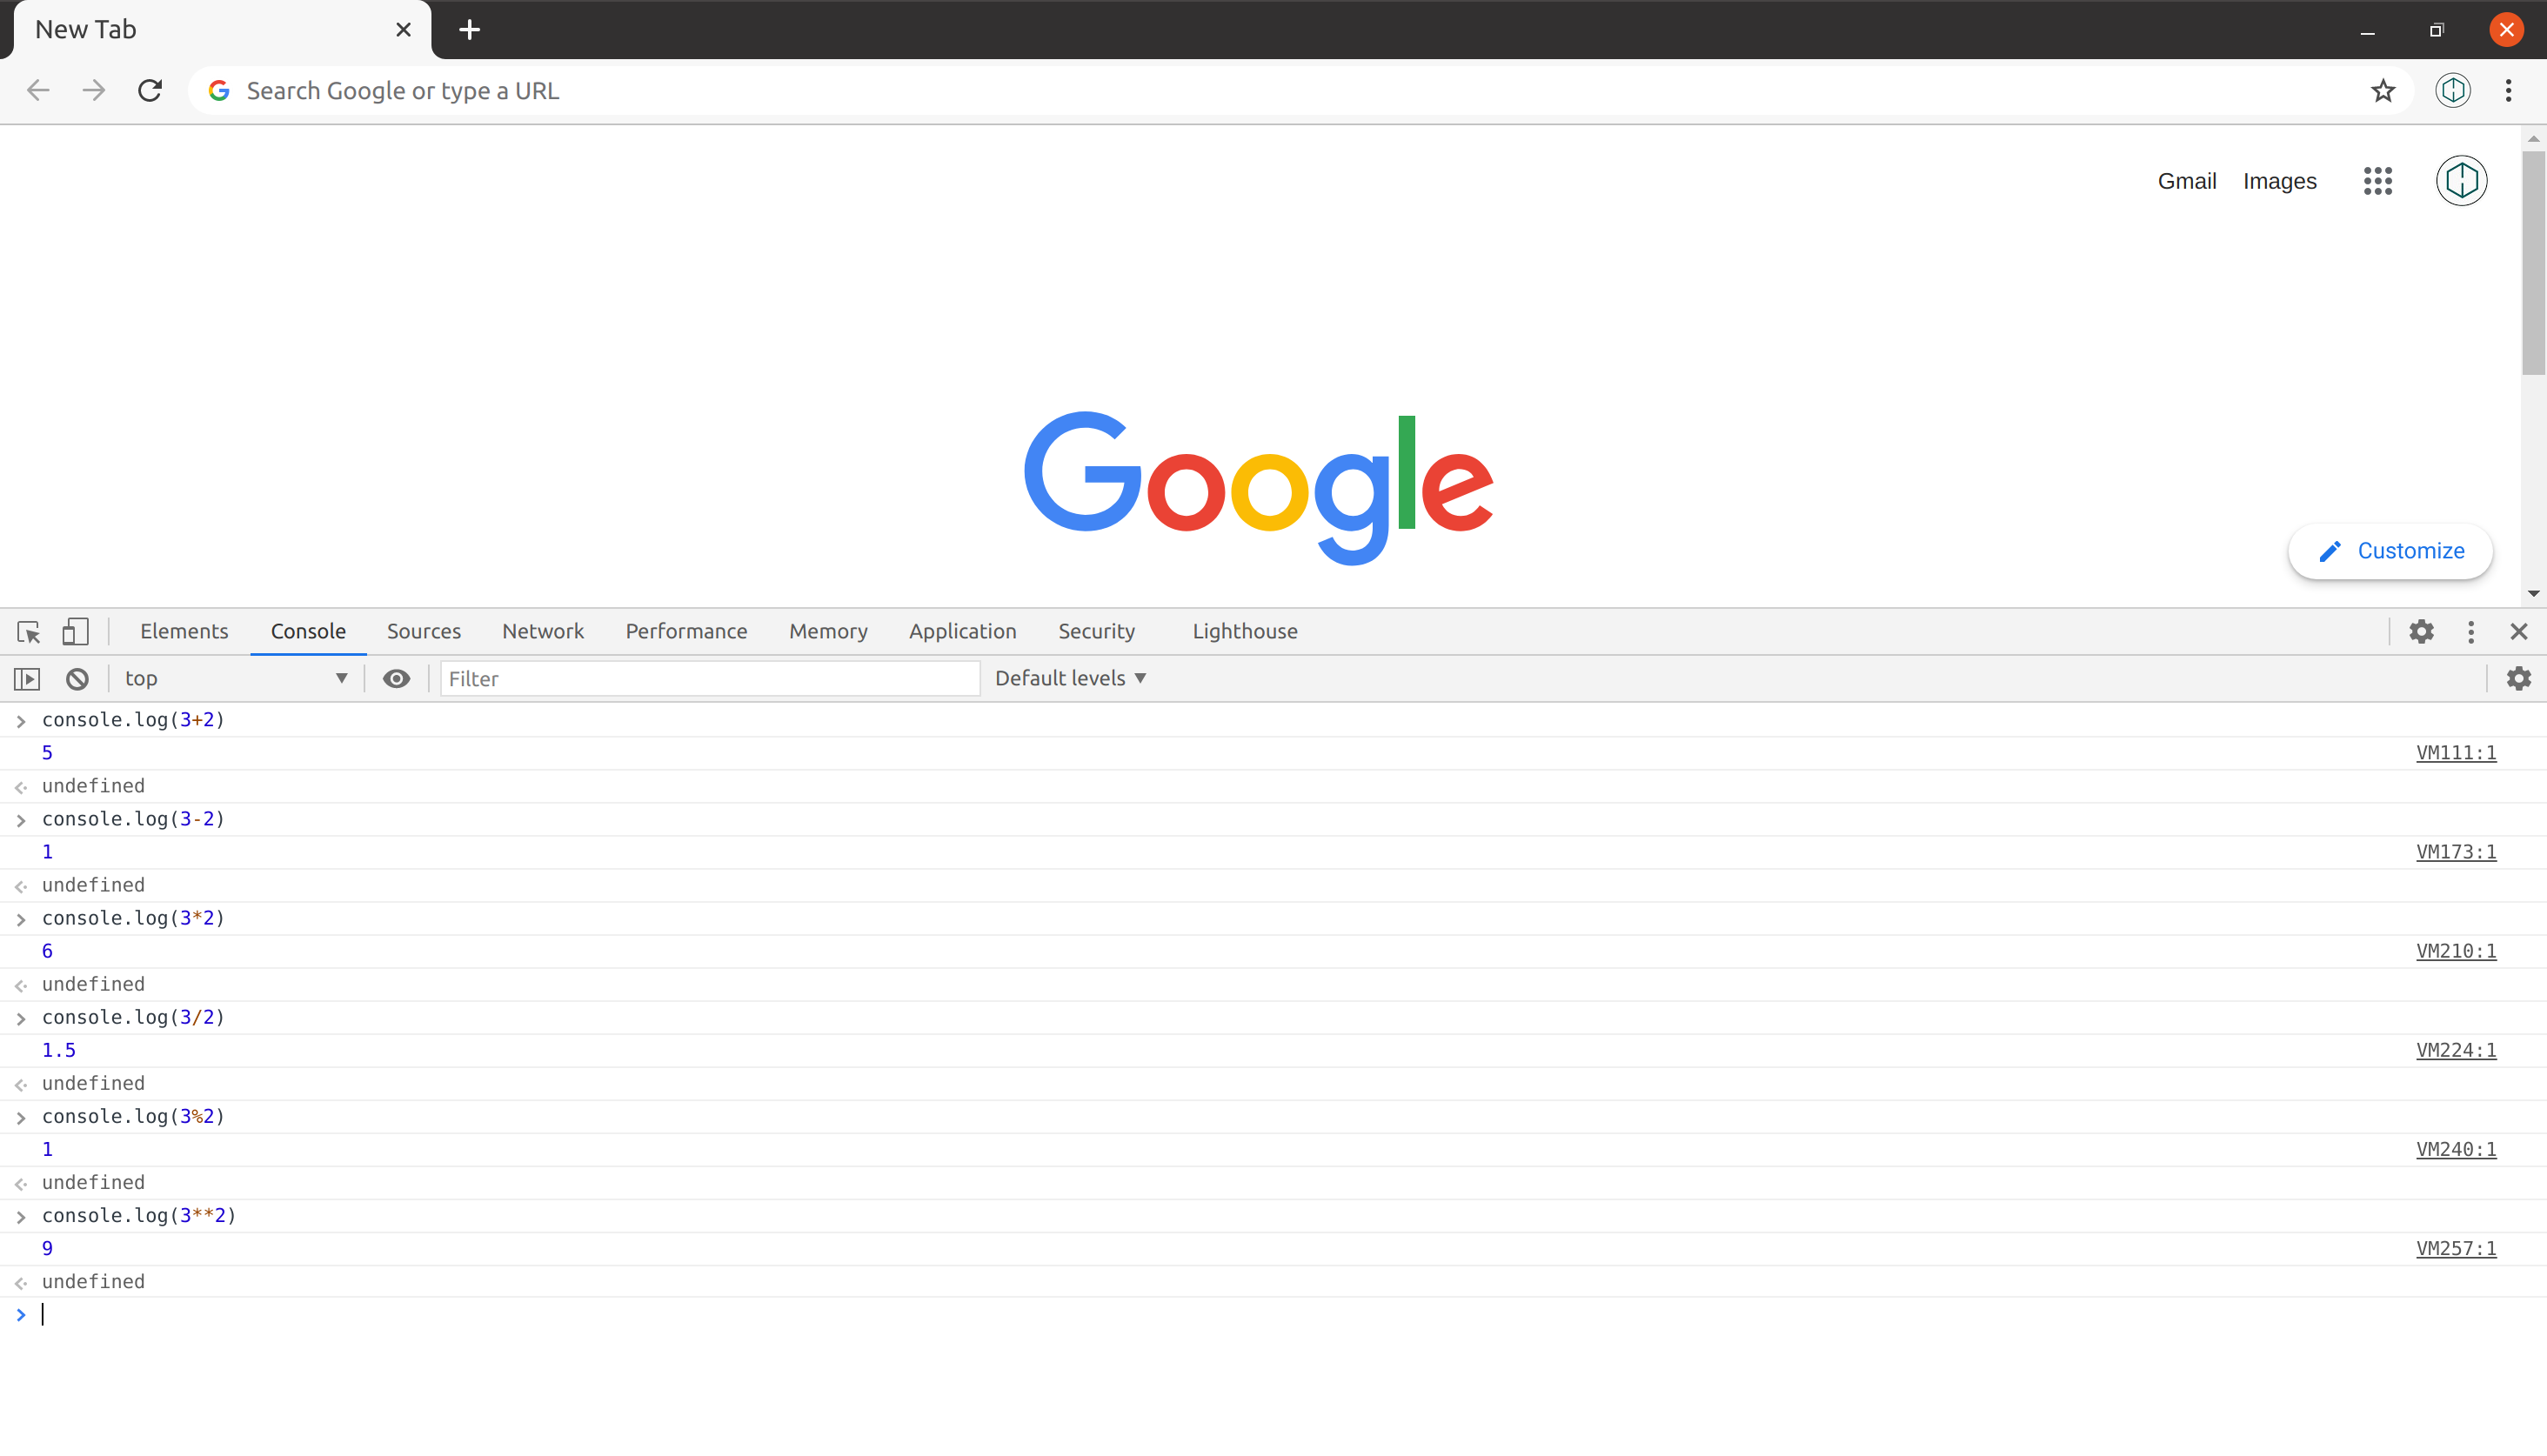 New Tab
Search Google or type a URL
Gmail Images
Google
Customize
Elements Console Sources Network Performance Memory Application Security Lighthouse
top Filter Default levels
console.log(3+2)
5 VM111:1
undefined
console.log(3-2)
1 VM173:1
undefined
console.log(3*2)
6 VM210:1
undefined
console.log(3/2)
1.5 VM224:1
undefined
console.log(3%2)
1 VM240:1
undefined
console.log(3**2)
9 VM257:1
undefined